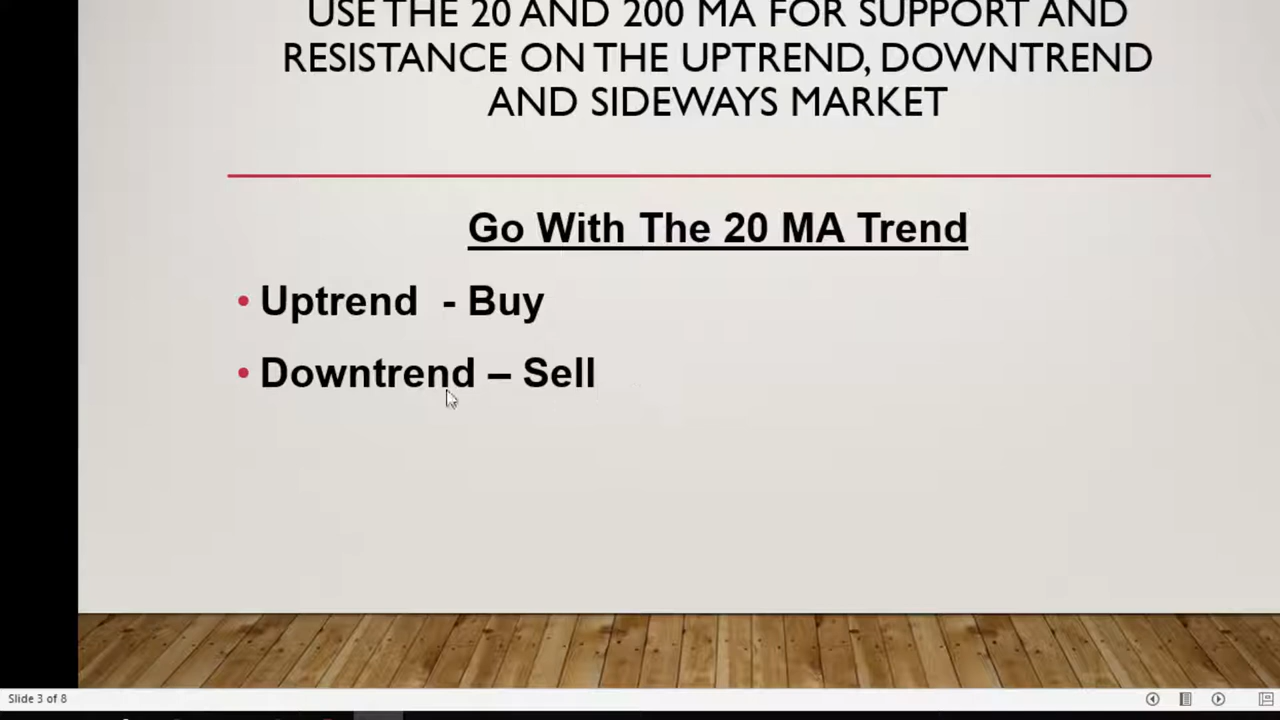 USE THE 20 AND 200 MA FOR SUPPORT AND
RESISTANCE ON THE UPTREND, DOWNTREND
AND SIDEWAYS MARKET
Go With The 20 MA Trend
• Uptrend - Buy
• Downtrend – Sell
Slide 3 of 8